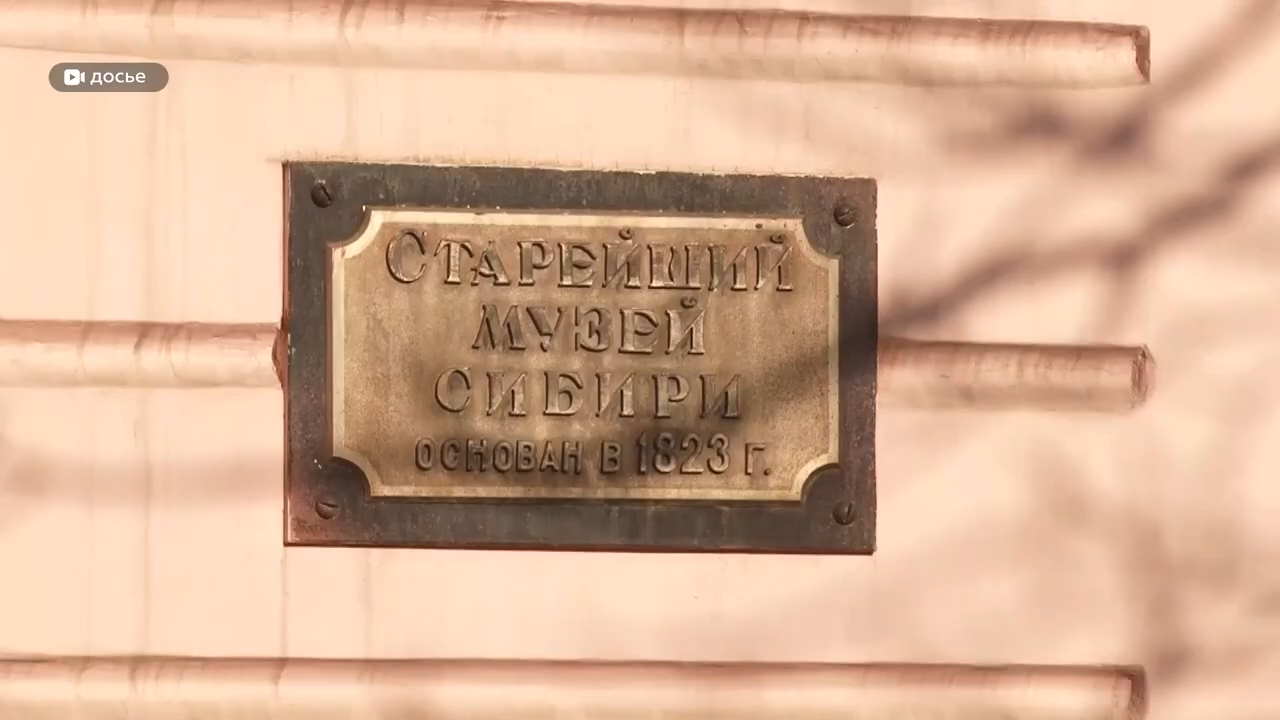 досье
Старейший
музей
Сибири
основан в 1823 г.